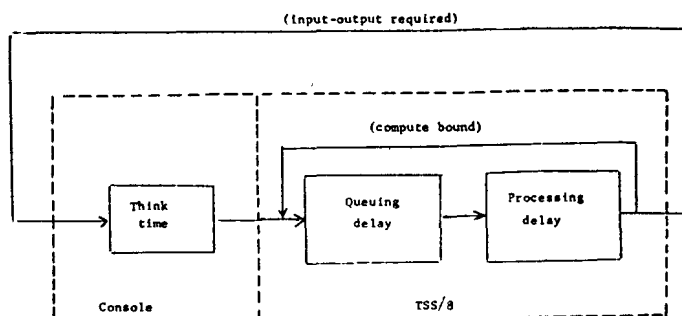 (input-output required)
(compute bound)
Think
time
Queuing
delay
Processing
delay
Console
TSS/8